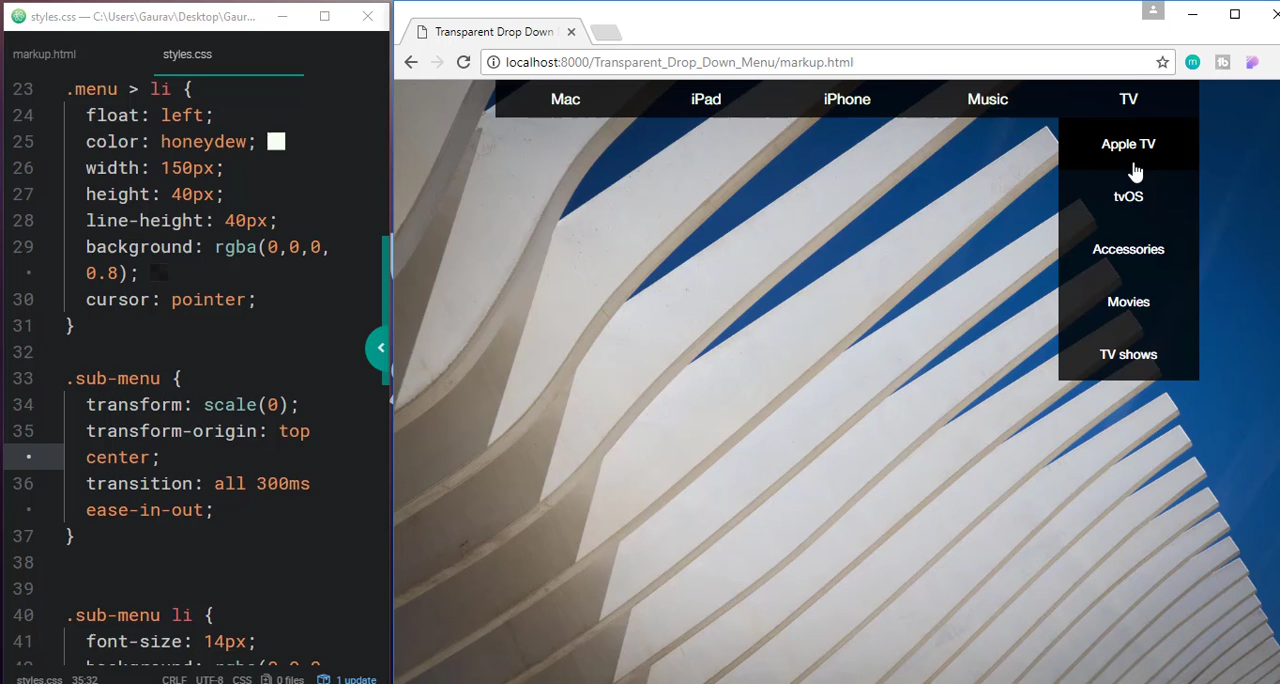 styles.css — C:\Users\Gaurav\Desktop\Gaur...
markup.html
styles.css
23 .menu > li {
24 float: left;
25 color: honeydew;
26 width: 150px;
27 height: 40px;
28 line-height: 40px;
29 background: rgba(0,0,0,
0.8);
30 cursor: pointer;
31 }
32
33 .sub-menu {
34 transform: scale(0);
35 transform-origin: top
center;
36 transition: all 300ms
ease-in-out;
37 }
38
39
40 .sub-menu li {
41 font-size: 14px;
styles.css 35:32 CRLF UTF-8 CSS 0 files 1 update
Transparent Drop Down
localhost:8000/Transparent_Drop_Down_Menu/markup.html
m
tb
Mac iPad iPhone Music TV
Apple TV
tvOS
Accessories
Movies
TV shows